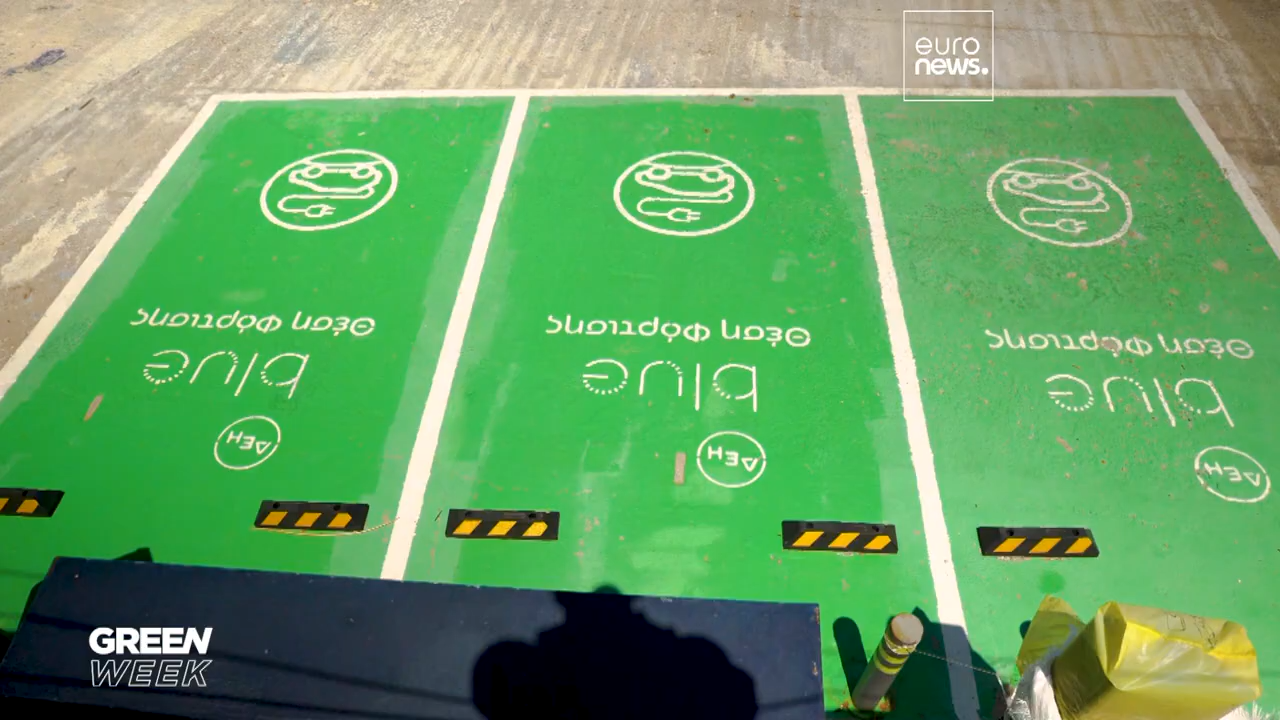 euro
news.
Θέση Φόρτισης
blue
ΔΕΗ
Θέση Φόρτισης
blue
ΔΕΗ
Θέση Φόρτισης
blue
ΔΕΗ
GREEN
WEEK